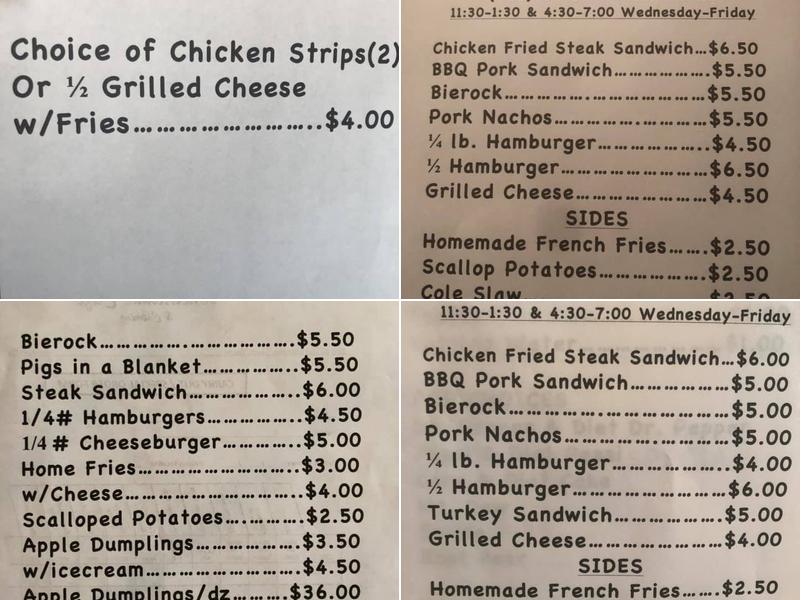 Choice of Chicken Strips(2)
Or ½ Grilled Cheese
w/Fries…………………..$4.00
11:30-1:30 & 4:30-7:00 Wednesday-Friday
Chicken Fried Steak Sandwich…$6.50
BBQ Pork Sandwich……………….$5.50
Bierock……………………………$5.50
Pork Nachos………………………$5.50
¼ lb. Hamburger………………..$4.50
½ Hamburger……………………$6.50
Grilled Cheese……………………$4.50
SIDES
Homemade French Fries…….$2.50
Scallop Potatoes………………$2.50
Cole Slaw
Bierock……………………………$5.50
Pigs in a Blanket………………..$5.50
Steak Sandwich…………………$6.00
1/4# Hamburgers………………$4.50
1/4 # Cheeseburger……………$5.00
Home Fries………………………$3.00
w/Cheese…………………………$4.00
Scalloped Potatoes…………….$2.50
Apple Dumplings………………..$3.50
w/icecream………………………$4.50
Apple Dumplings/dz…………$36.00
11:30-1:30 & 4:30-7:00 Wednesday-Friday
Chicken Fried Steak Sandwich…$6.00
BBQ Pork Sandwich……………….$5.00
Bierock……………………………$5.00
Pork Nachos………………………$5.00
¼ lb. Hamburger………………..$4.00
½ Hamburger……………………$6.00
Turkey Sandwich………………$5.00
Grilled Cheese……………………$4.00
SIDES
Homemade French Fries…….$2.50